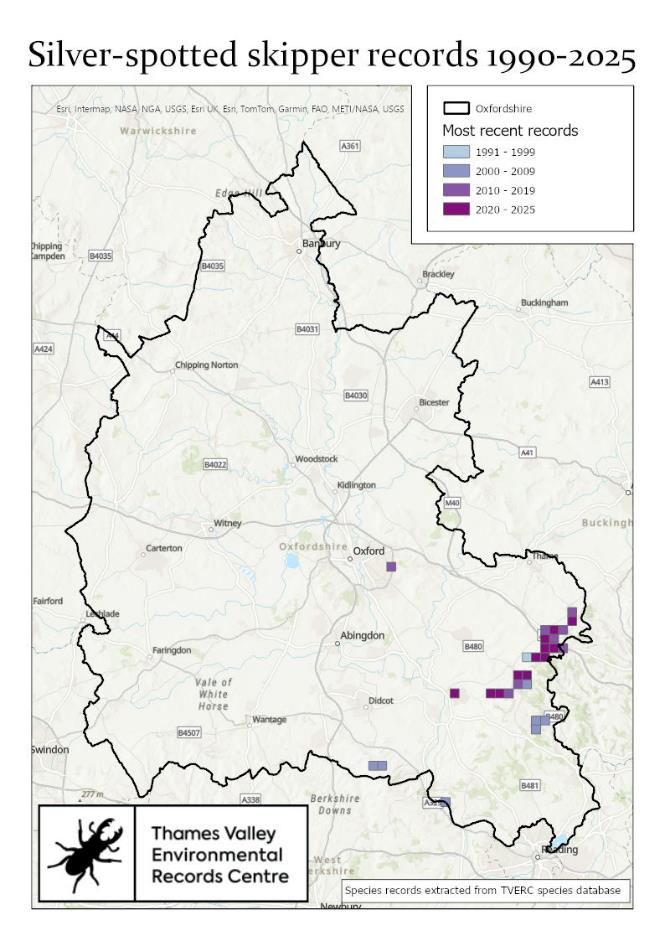 Silver-spotted skipper records 1990-2025
Esri, Intermap, NASA, NGA, USGS, Esri UK, Esri, TomTom, Garmin, FAO, METI/NASA, USGS
Oxfordshire
Most recent records
1991 - 1999
2000 - 2009
2010 - 2019
2020 - 2025
Warwickshire
A361
Edge Hill
Banbury
Chipping
Campden
B4035
B4035
Brackley
Buckingham
B4031
A44
A424
Chipping Norton
A413
B4030
Bicester
A41
Woodstock
B4022
Kidlington
M40
Witney
Buckingh
Carterton
Oxfordshire
Oxford
Thame
Fairford
Lechlade
Abingdon
B480
Faringdon
Vale of
White
Horse
Didcot
B480
Wantage
B4507
Swindon
B481
277 m
A338
Berkshire
Downs
Reading
West
erkshire
Newbury
Thames Valley
Environmental
Records Centre
Species records extracted from TVERC species database